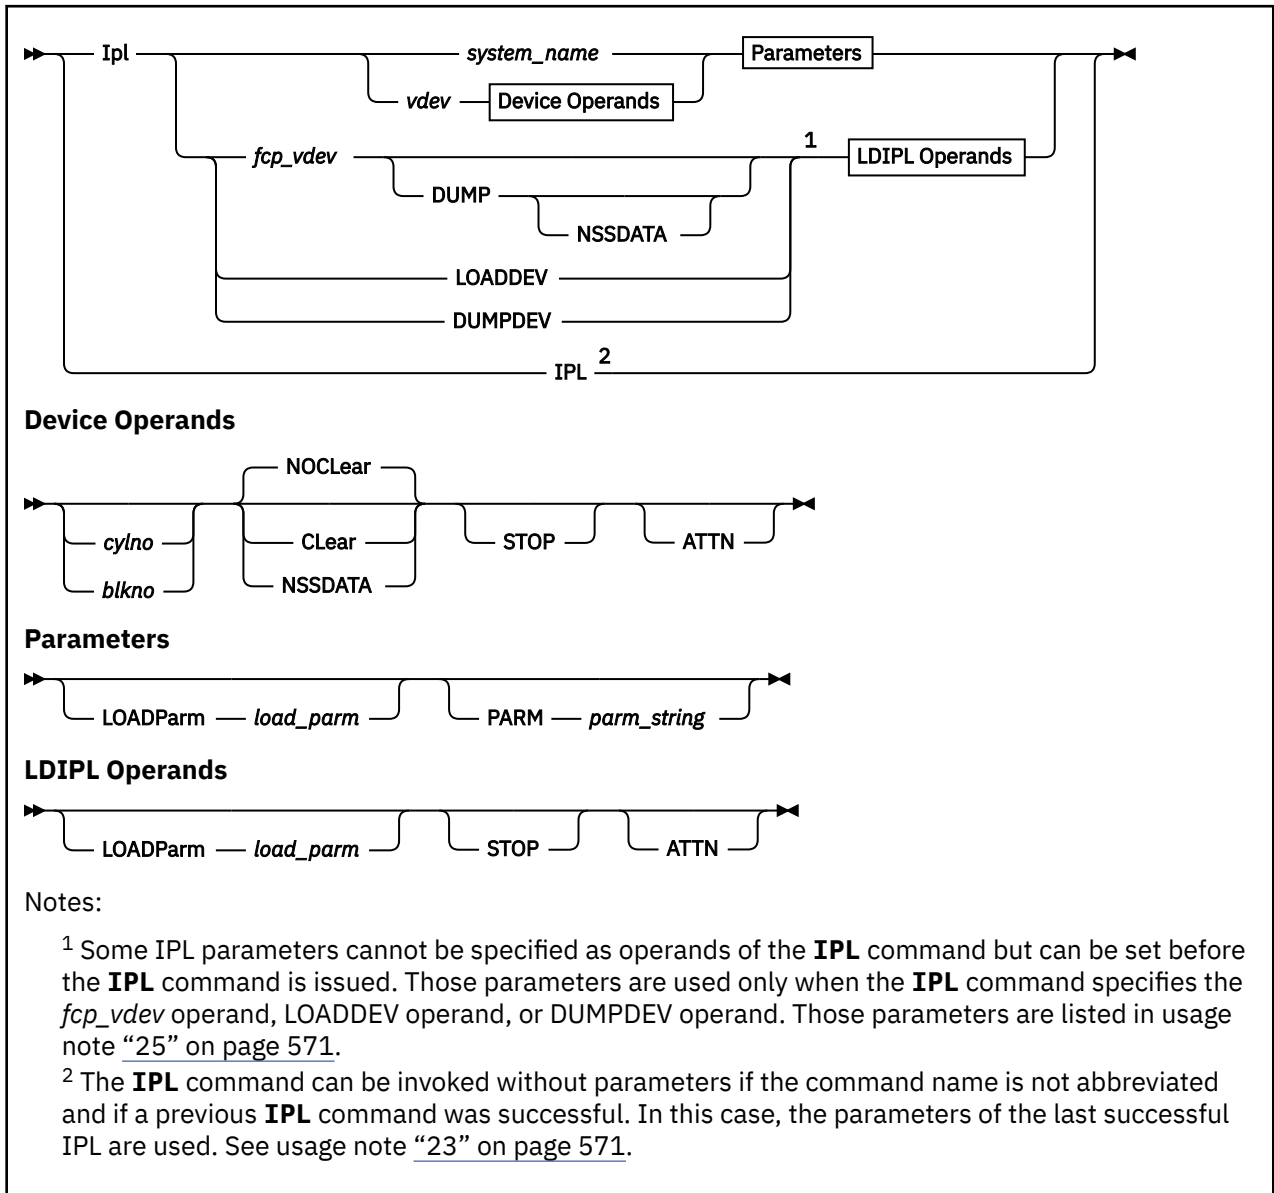 Ipl system_name Parameters
vdev Device Operands
fcp_vdev 1 LDIPL Operands
DUMP
NSSDATA
LOADDEV
DUMPDEV
IPL 2
Device Operands
NOCLear
cylno CLear STOP ATTN
blkno NSSDATA
Parameters
LOADParm load_parm PARM parm_string
LDIPL Operands
LOADParm load_parm STOP ATTN
Notes:
1 Some IPL parameters cannot be specified as operands of the IPL command but can be set before
the IPL command is issued. Those parameters are used only when the IPL command specifies the
fcp_vdev operand, LOADDEV operand, or DUMPDEV operand. Those parameters are listed in usage
note “25” on page 571.
2 The IPL command can be invoked without parameters if the command name is not abbreviated
and if a previous IPL command was successful. In this case, the parameters of the last successful
IPL are used. See usage note “23” on page 571.